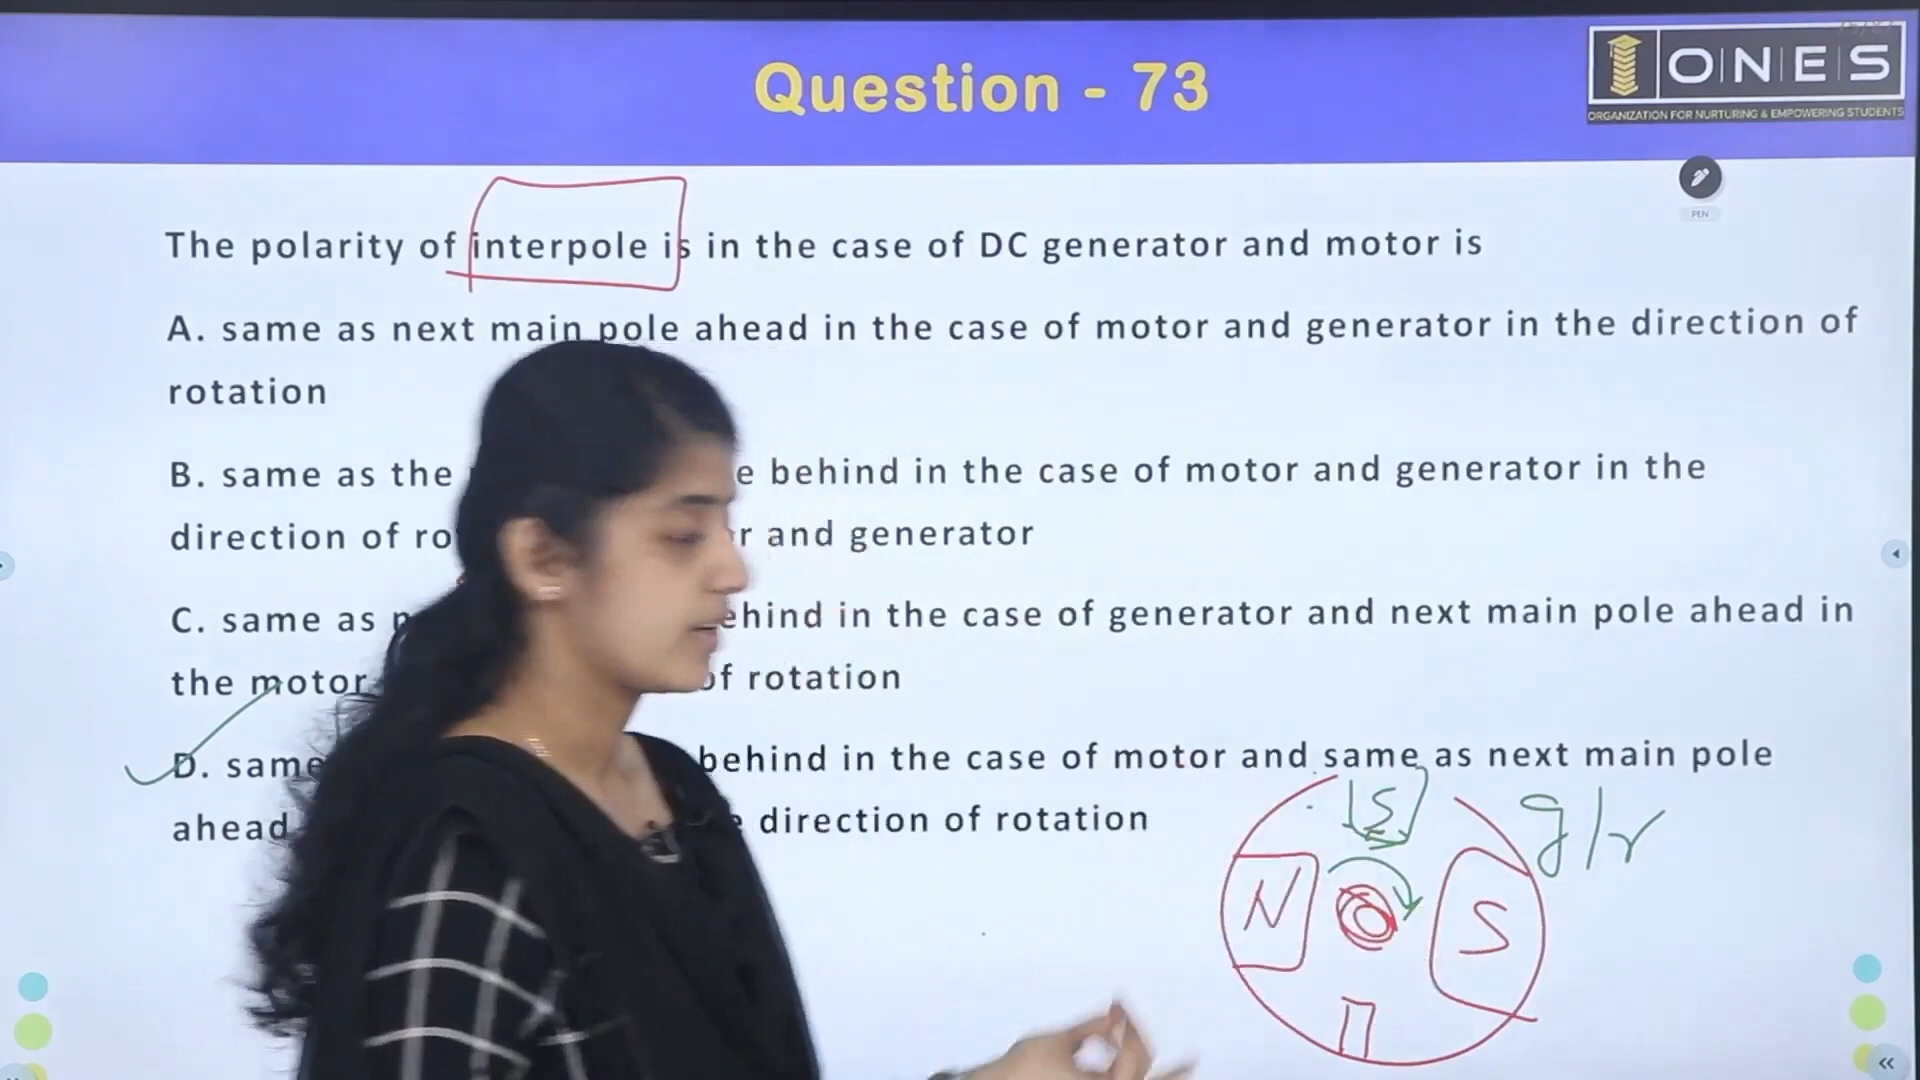 Question - 73
ONES
ORGANIZATION FOR NURTURING & EMPOWERING STUDENTS
PEN
The polarity of interpole is in the case of DC generator and motor is
A. same as next main pole ahead in the case of motor and generator in the direction of
rotation
B. same as the behind in the case of motor and generator in the
direction of and generator
C. same as in the case of generator and next main pole ahead in
the motor rotation
D. same behind in the case of motor and same as next main pole
ahead direction of rotation
S
g/r
N
S